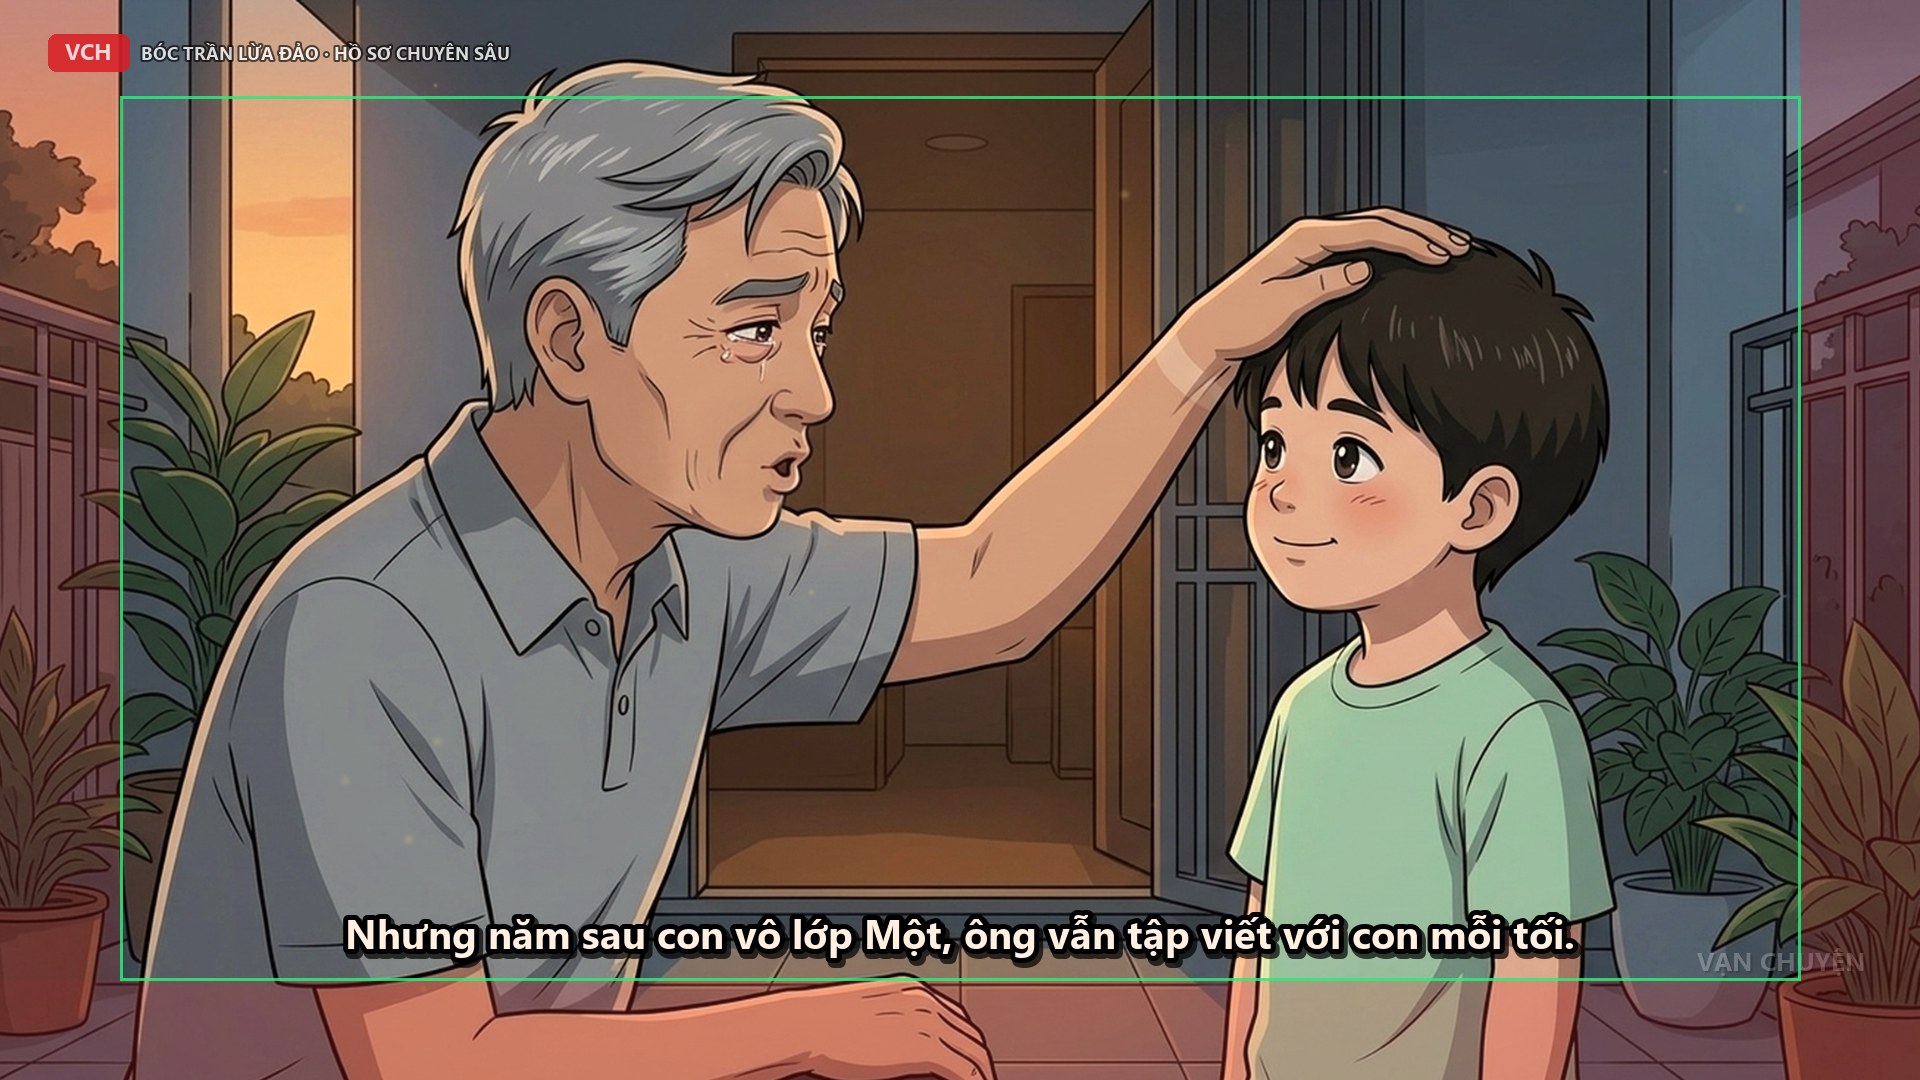 VCH BÓC TRẦN LỪA ĐẢO · HỒ SƠ CHUYÊN SÂU
Nhưng năm sau con vô lớp Một, ông vẫn tập viết với con mỗi tối.
VẠN CHUYỆN